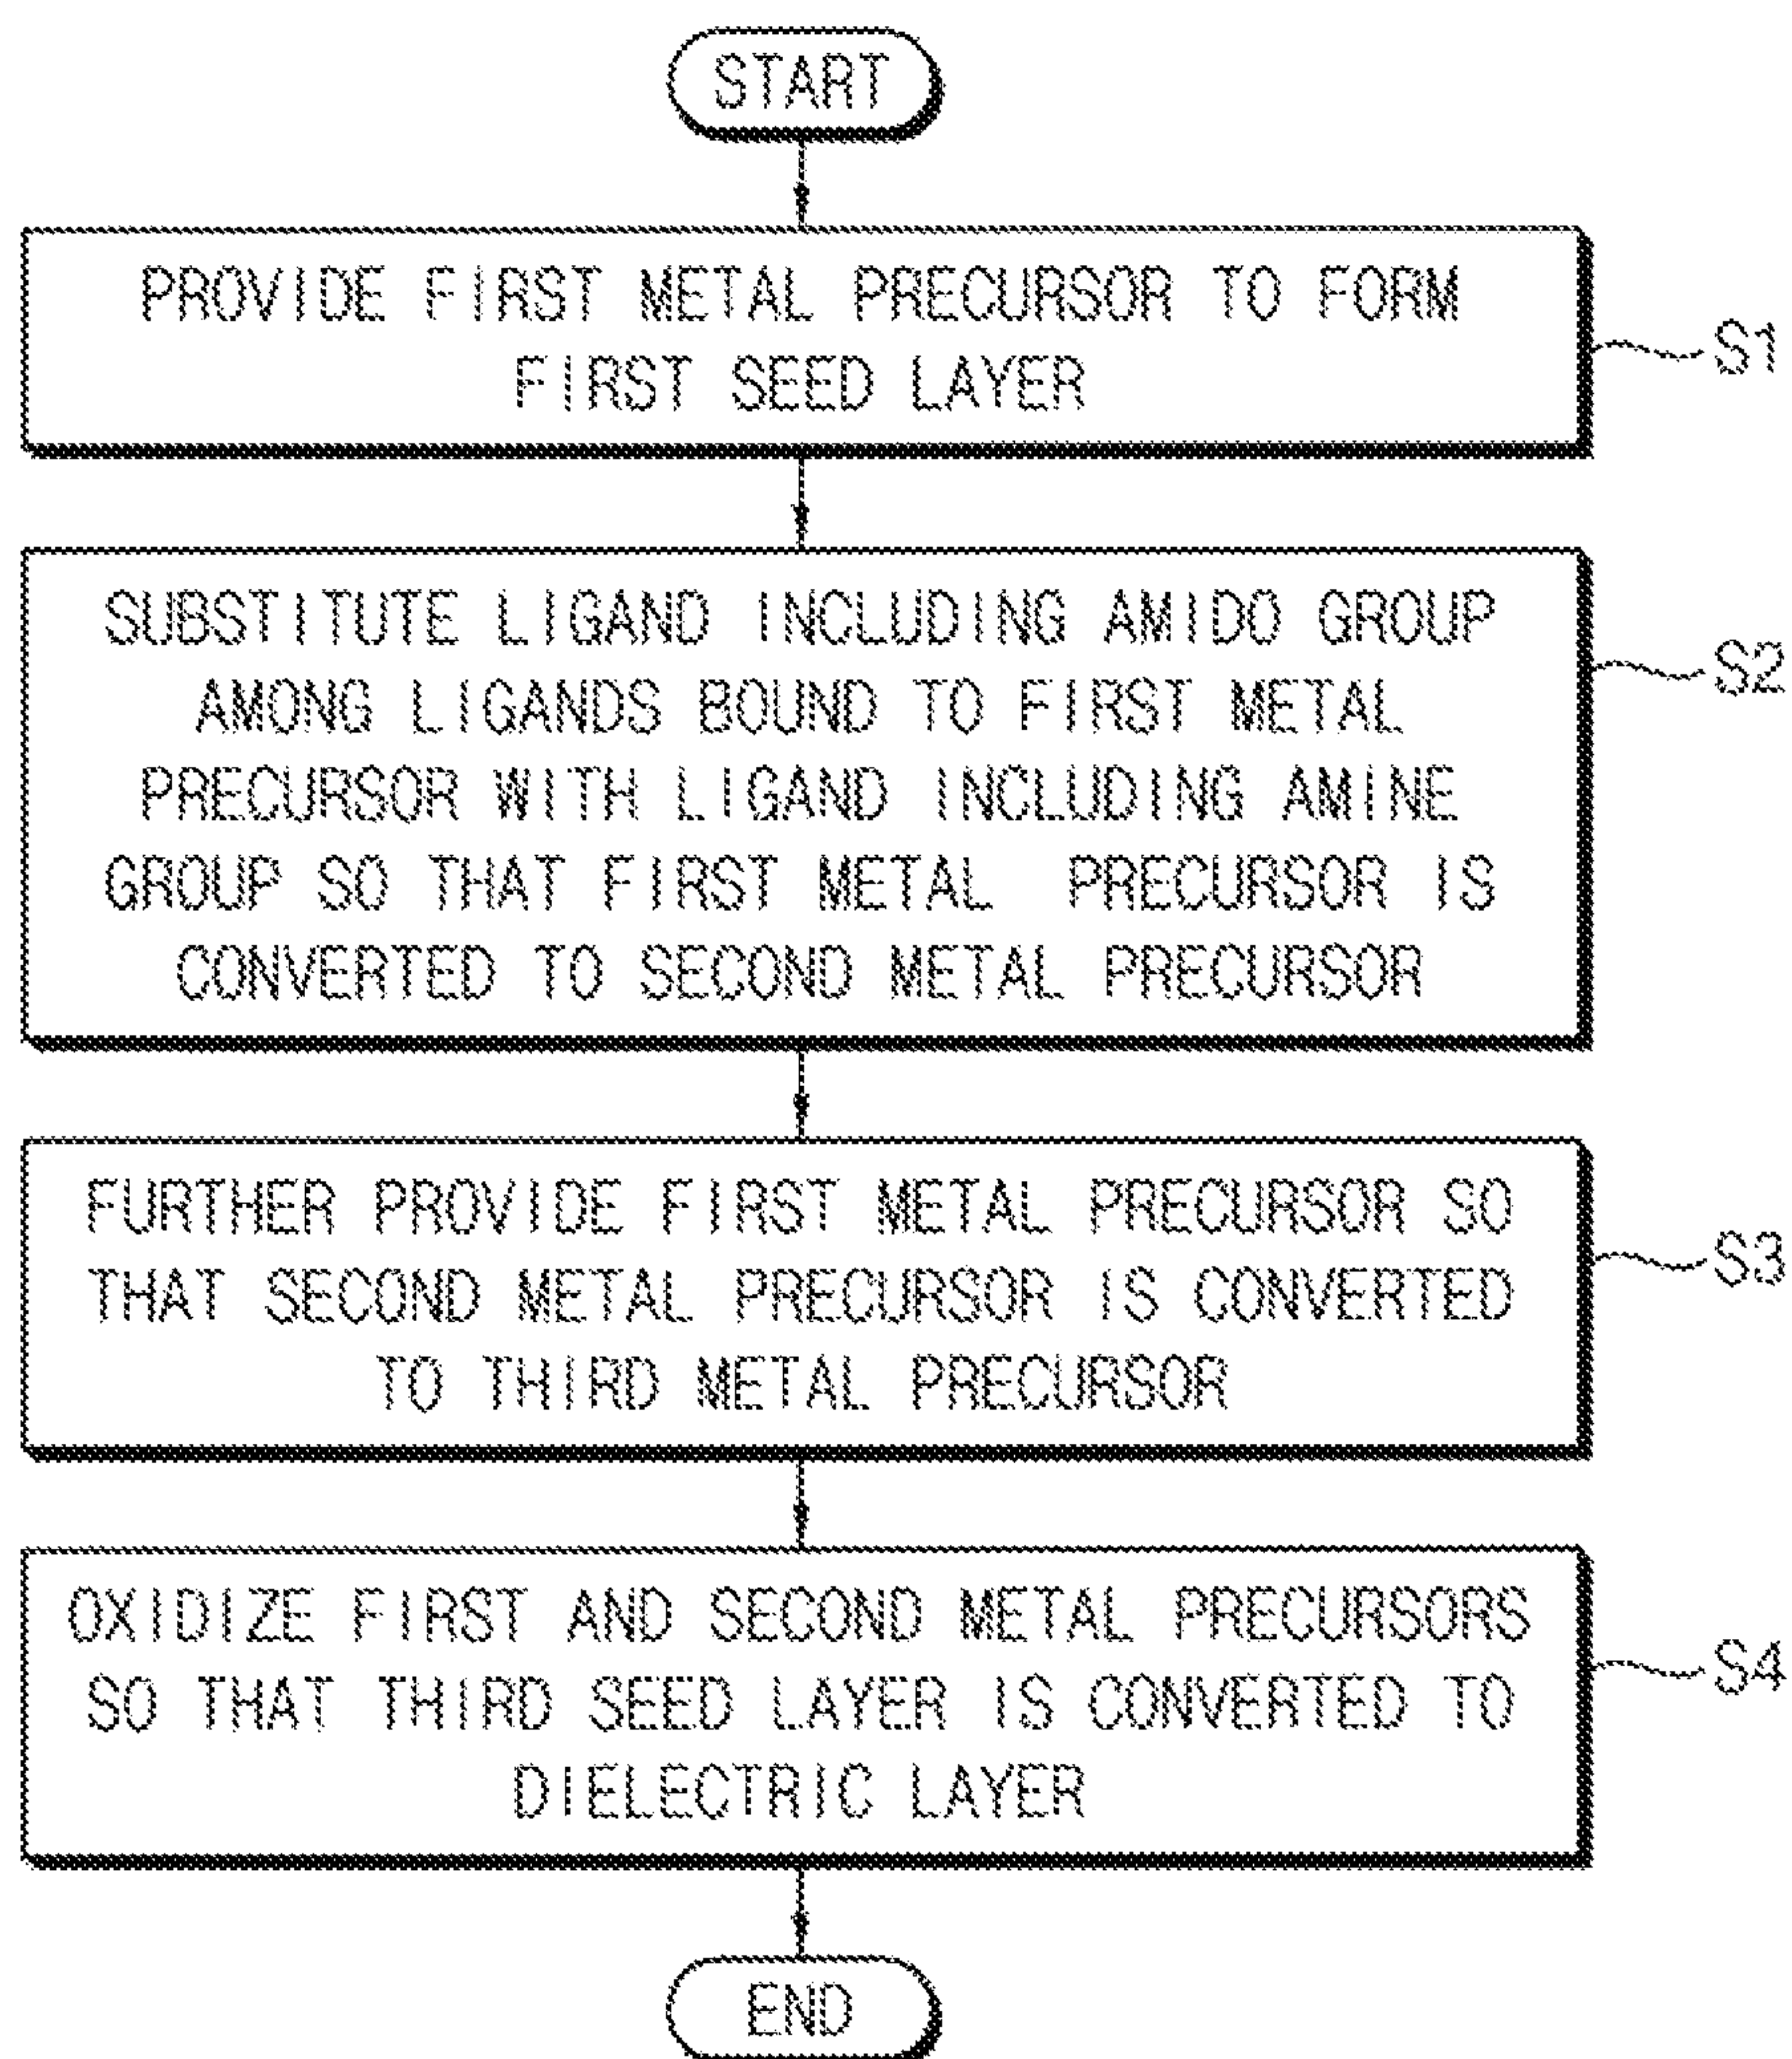 START
PROVIDE FIRST METAL PRECURSOR TO FORM
FIRST SEED LAYER
S1
SUBSTITUTE LIGAND INCLUDING AMIDO GROUP
AMONG LIGANDS BOUND TO FIRST METAL
PRECURSOR WITH LIGAND INCLUDING AMINE
GROUP SO THAT FIRST METAL PRECURSOR IS
CONVERTED TO SECOND METAL PRECURSOR
S2
FURTHER PROVIDE FIRST METAL PRECURSOR SO
THAT SECOND METAL PRECURSOR IS CONVERTED
TO THIRD METAL PRECURSOR
S3
OXIDIZE FIRST AND SECOND METAL PRECURSORS
SO THAT THIRD SEED LAYER IS CONVERTED TO
DIELECTRIC LAYER
S4
END